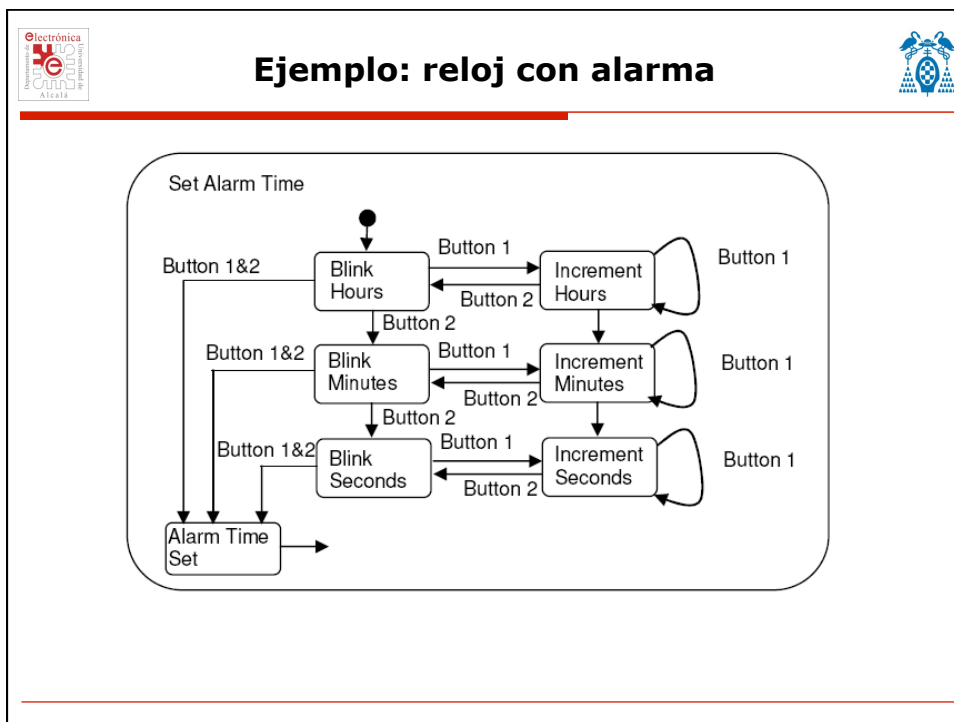 electrónica
Departamento de
Universidad de
Alcalá
Ejemplo: reloj con alarma
Set Alarm Time
Button 1&2
Blink
Hours
Button 1
Button 2
Increment
Hours
Button 1
Button 2
Button 1&2
Blink
Minutes
Button 1
Button 2
Increment
Minutes
Button 1
Button 2
Button 1&2
Blink
Seconds
Button 1
Button 2
Increment
Seconds
Button 1
Alarm Time
Set